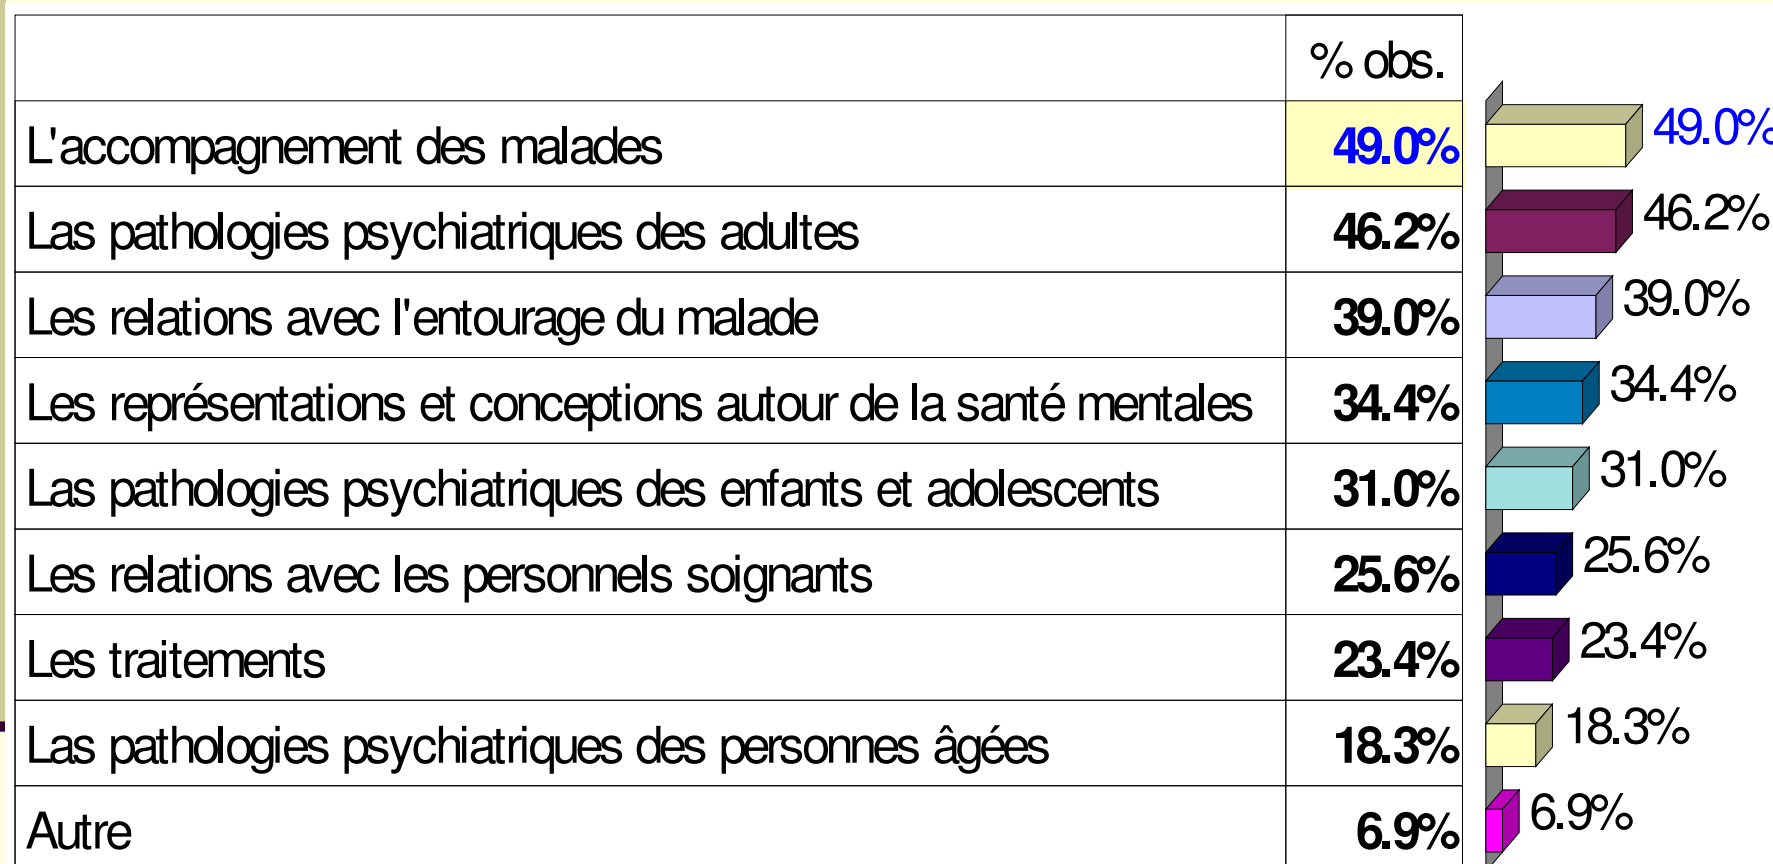 % obs.
L'accompagnement des malades 49.0% 49.0%
Las pathologies psychiatriques des adultes 46.2% 46.2%
Les relations avec l'entourage du malade 39.0% 39.0%
Les représentations et conceptions autour de la santé mentales 34.4% 34.4%
Las pathologies psychiatriques des enfants et adolescents 31.0% 31.0%
Les relations avec les personnels soignants 25.6% 25.6%
Les traitements 23.4% 23.4%
Las pathologies psychiatriques des personnes âgées 18.3% 18.3%
Autre 6.9% 6.9%